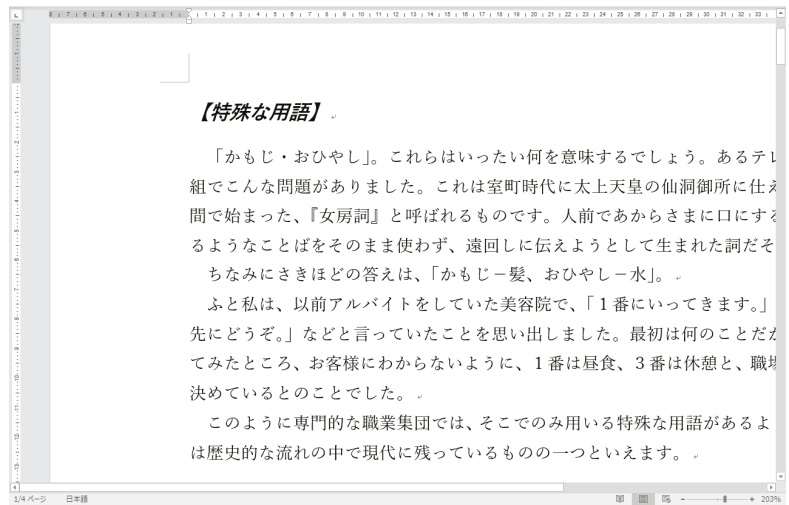 【特殊な用語】
「かもじ・おひやし」。これらはいったい何を意味するでしょう。あるテレ
組でこんな問題がありました。これは室町時代に太上天皇の仙洞御所に仕え
間で始まった、『女房詞』と呼ばれるものです。人前であからさまに口にする
るようなことばをそのまま使わず、遠回しに伝えようとして生まれた詞だそ
ちなみにさきほどの答えは、「かもじ－髪、おひやし－水」。
ふと私は、以前アルバイトをしていた美容院で、「１番にいってきます。」
先にどうぞ。」などと言っていたことを思い出しました。最初は何のことだか
てみたところ、お客様にわからないように、１番は昼食、３番は休憩と、職場
決めているとのことでした。
このように専門的な職業集団では、そこでのみ用いる特殊な用語があるよ
は歴史的な流れの中で現代に残っているものの一つといえます。
1/4 ページ 日本語 203%